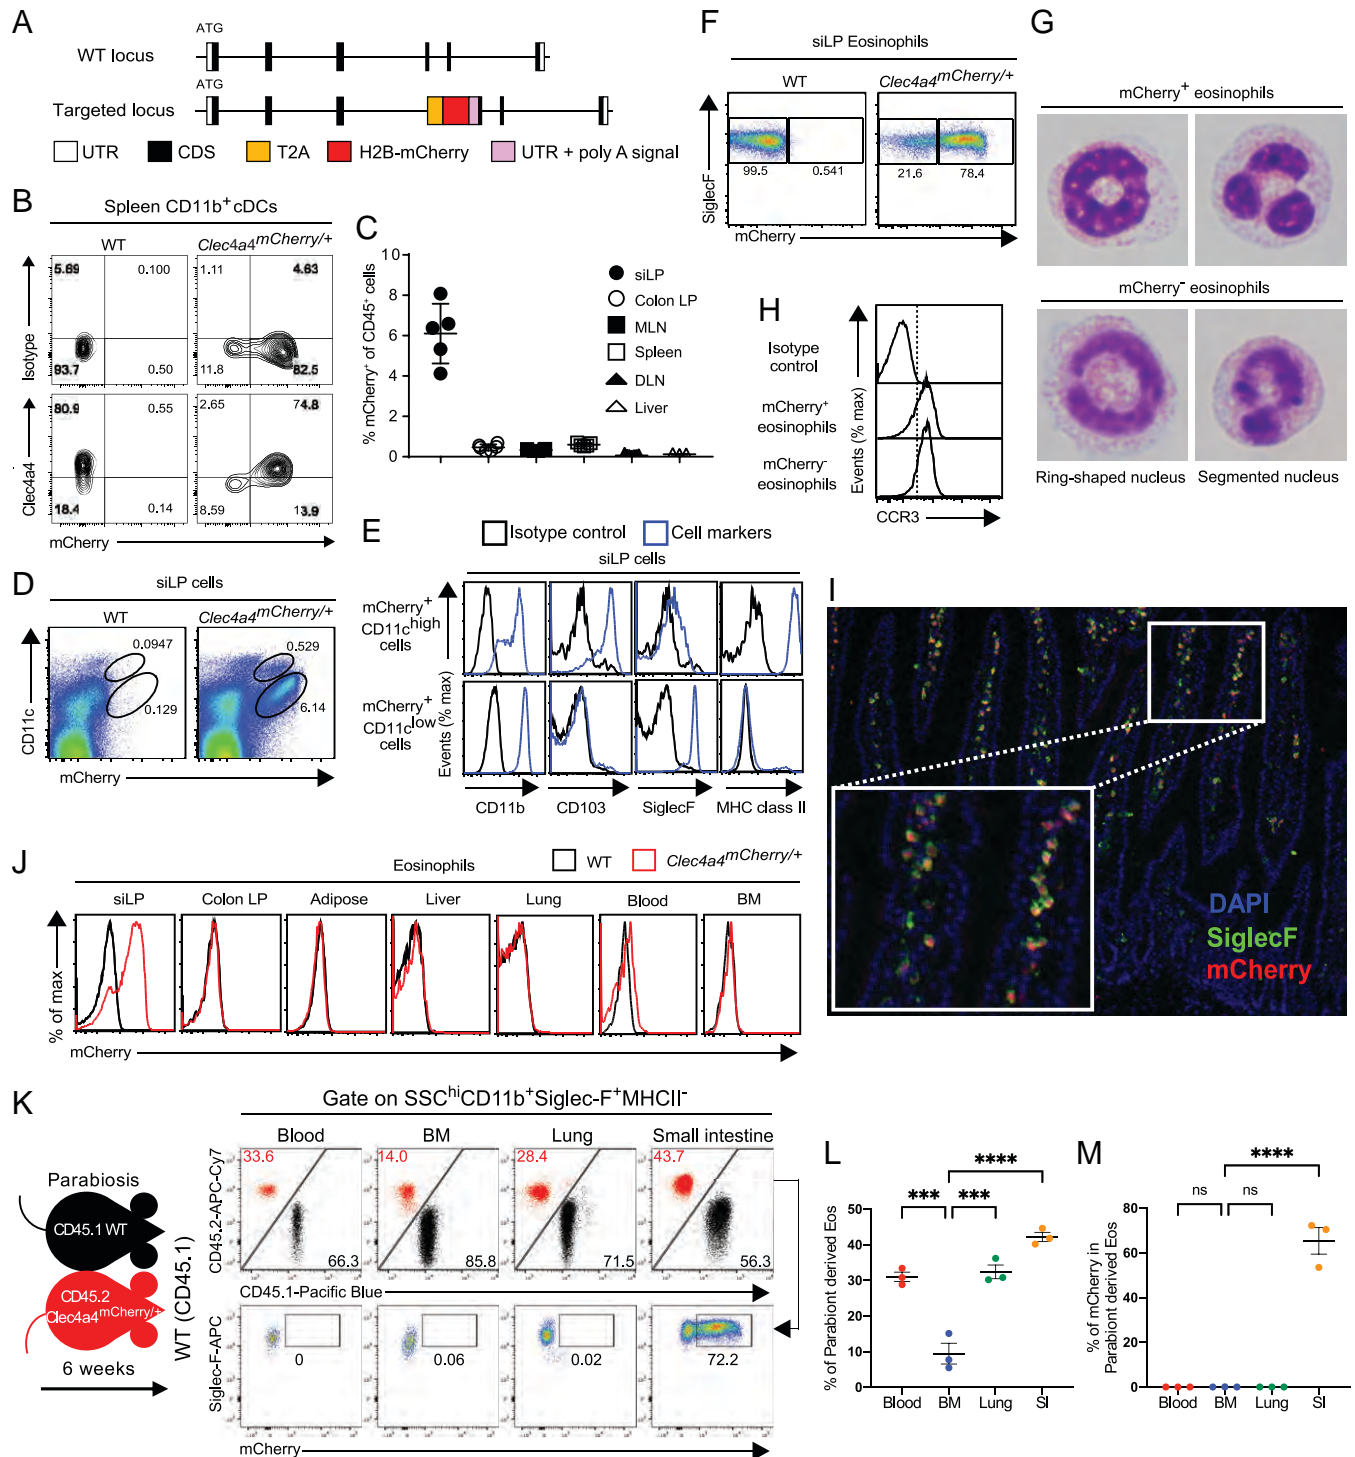 A
ATG
WT locus
ATG
Targeted locus
UTR
CDS
T2A
H2B-mCherry
UTR + poly A signal
B
Spleen CD11b+cDCs
WT
Clec4a4mCherry/+
5.69
0.100
1.11
4.63
Isotype
93.7
0.50
11.8
82.5
80.9
0.55
2.65
74.8
Clec4a4
18.4
0.14
8.59
13.9
mCherry
C
% mCherry+ of CD45+ cells
10
8
6
4
2
0
siLP
Colon LP
MLN
Spleen
DLN
Liver
D
siLP cells
WT
Clec4a4mCherry/+
0.0947
0.529
0.129
6.14
CD11c
mCherry
E
Isotype control
Cell markers
siLP cells
mCherry+
CD11chigh
cells
mCherry+
CD11clow
cells
Events (% max)
CD11b
CD103
SiglecF
MHC class II
F
siLP Eosinophils
WT
Clec4a4mCherry/+
99.5
0.541
21.6
78.4
SiglecF
mCherry
G
mCherry+ eosinophils
mCherry- eosinophils
Ring-shaped nucleus
Segmented nucleus
H
Isotype
control
mCherry+
eosinophils
mCherry-
eosinophils
Events (% max)
CCR3
I
DAPI
SiglecF
mCherry
J
Eosinophils
WT
Clec4a4mCherry/+
siLP
Colon LP
Adipose
Liver
Lung
Blood
BM
% of max
mCherry
K
Gate on SSChiCD11b+Siglec-F+MHCII-
Parabiosis
CD45.1 WT
CD45.2
Clec4a4mCherry/+
6 weeks
WT (CD45.1)
Blood
BM
Lung
Small intestine
33.6
14.0
28.4
43.7
66.3
85.8
71.5
56.3
CD45.2-APC-Cy7
CD45.1-Pacific Blue
0
0.06
0.02
72.2
Siglec-F-APC
mCherry
L
% of Parabiont derived Eos
50
40
30
20
10
0
****
*** ***
Blood
BM
Lung
SI
M
% of mCherry in
Parabiont derived Eos
80
60
40
20
0
****
ns ns
Blood
BM
Lung
SI